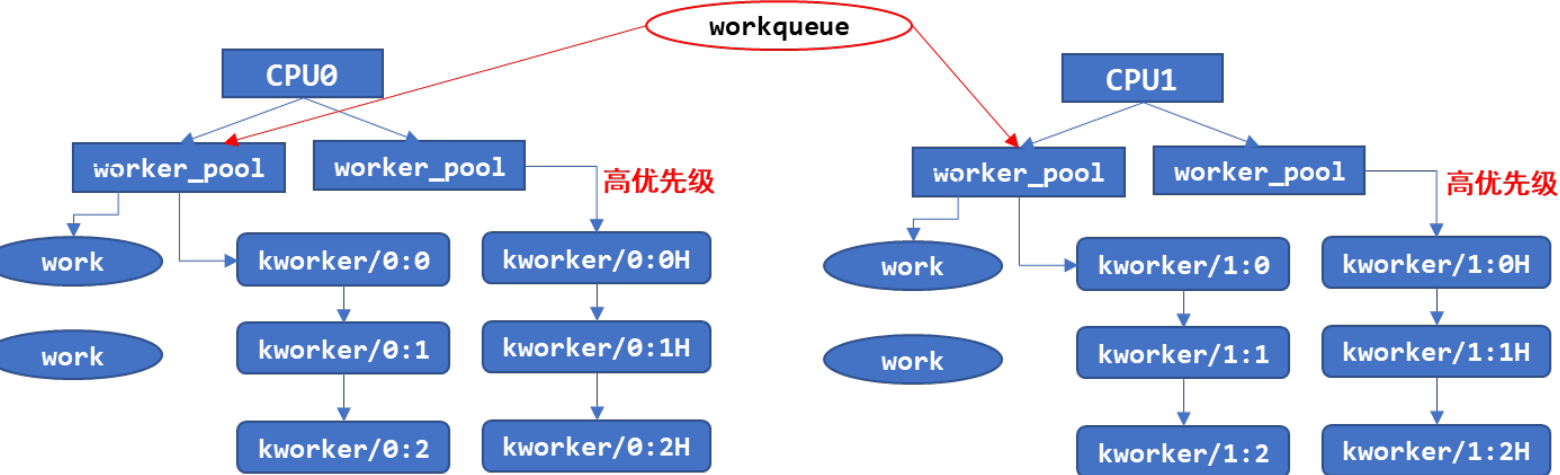 workqueue
CPU0
CPU1
worker_pool
worker_pool
高优先级
worker_pool
worker_pool
高优先级
work
kworker/0:0
kworker/0:0H
work
kworker/1:0
kworker/1:0H
work
kworker/0:1
kworker/0:1H
work
kworker/1:1
kworker/1:1H
kworker/0:2
kworker/0:2H
kworker/1:2
kworker/1:2H